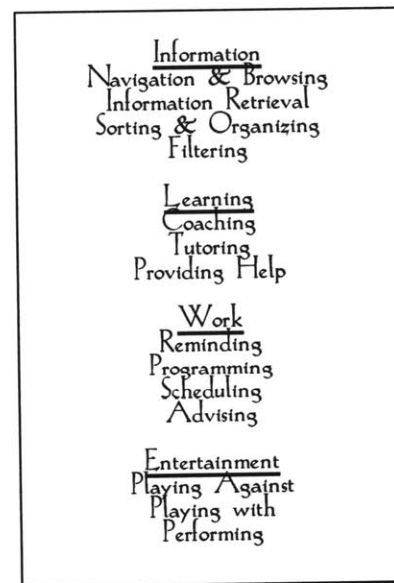 Information
Navigation & Browsing
Information Retrieval
Sorting & Organizing
Filtering
Learning
Coaching
Tutoring
Providing Help
Work
Reminding
Programming
Scheduling
Advising
Entertainment
Playing Against
Playing with
Performing